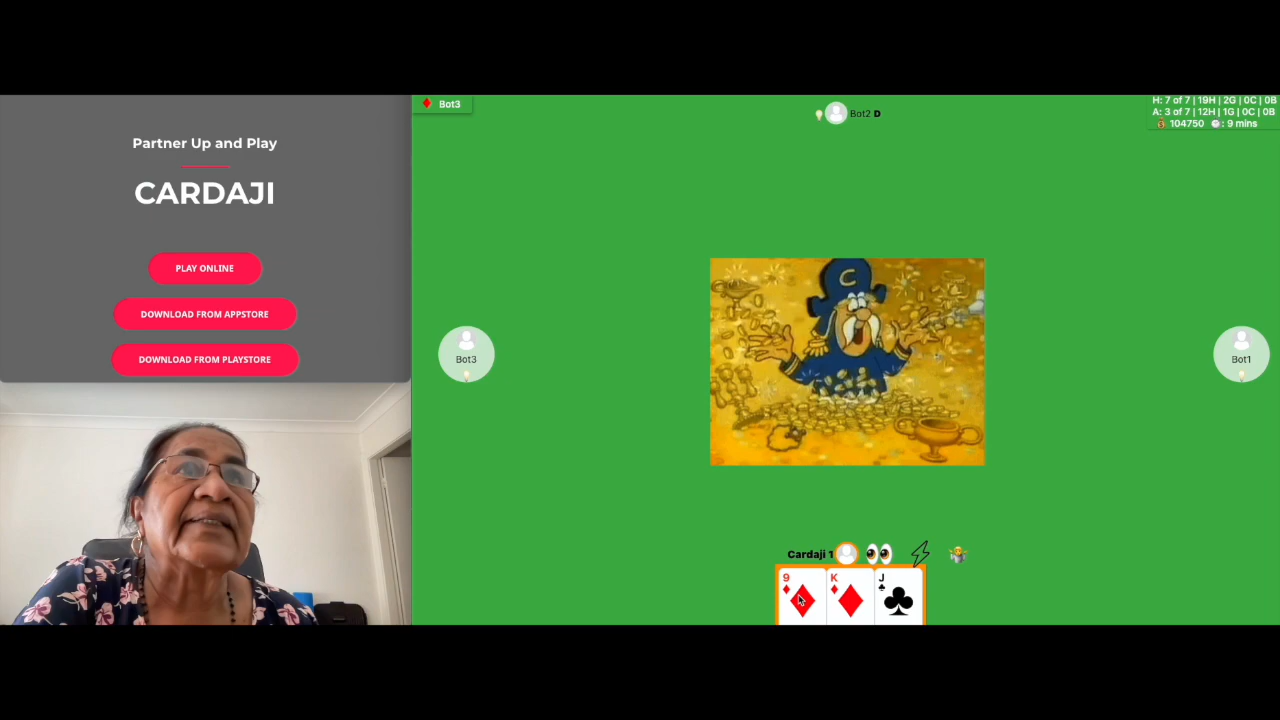 Partner Up and Play
CARDAJI
PLAY ONLINE
DOWNLOAD FROM APPSTORE
DOWNLOAD FROM PLAYSTORE
Bot3
Bot2 D
H: 7 of 7 | 19H | 2G | 0C | 0B
A: 3 of 7 | 12H | 1G | 0C | 0B
104750 : 9 mins
C
Bot3
Bot1
Cardaji 1
9 K J